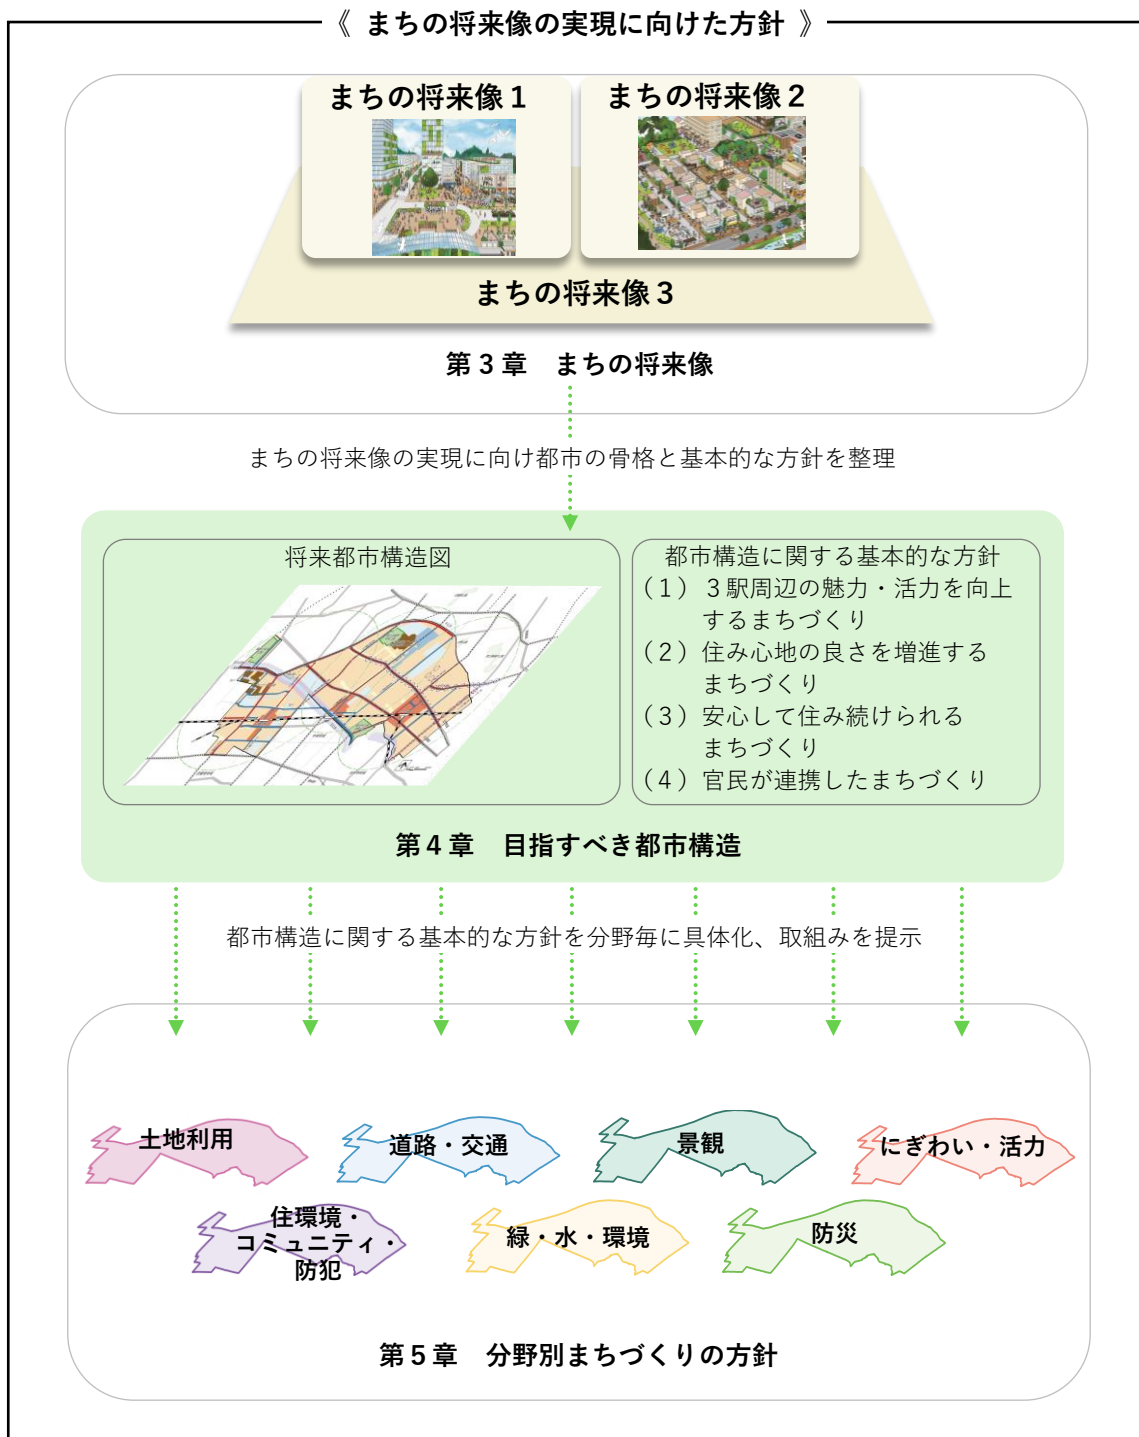 《 まちの将来像の実現に向けた方針 》
まちの将来像１
まちの将来像２
まちの将来像３
第３章　まちの将来像
まちの将来像の実現に向け都市の骨格と基本的な方針を整理
将来都市構造図
都市構造に関する基本的な方針
（１）３駅周辺の魅力・活力を向上
するまちづくり
（２）住み心地の良さを増進する
まちづくり
（３）安心して住み続けられる
まちづくり
（４）官民が連携したまちづくり
第４章　目指すべき都市構造
都市構造に関する基本的な方針を分野毎に具体化、取組みを提示
土地利用
道路・交通
景観
にぎわい・活力
住環境・
コミュニティ・
防犯
緑・水・環境
防災
第５章　分野別まちづくりの方針